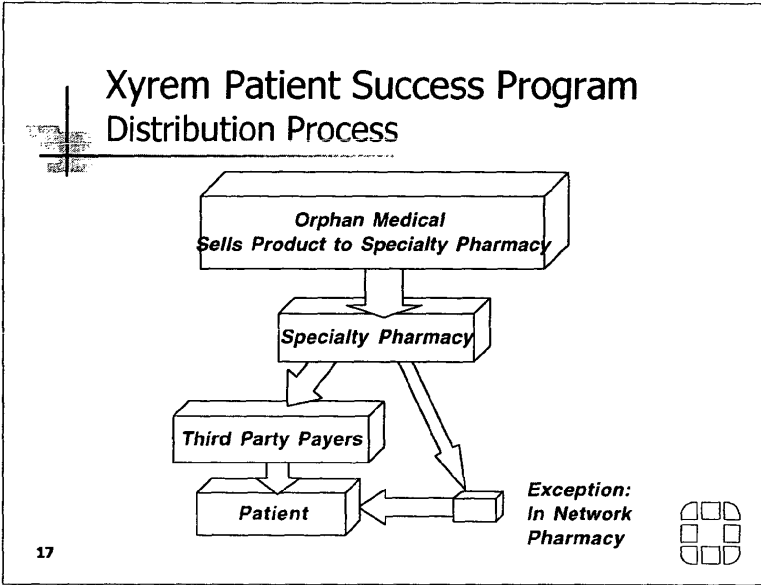 Xyrem Patient Success Program
Distribution Process
Orphan Medical
Sells Product to Specialty Pharmacy
Specialty Pharmacy
Third Party Payers
Patient
Exception:
In Network
Pharmacy
17